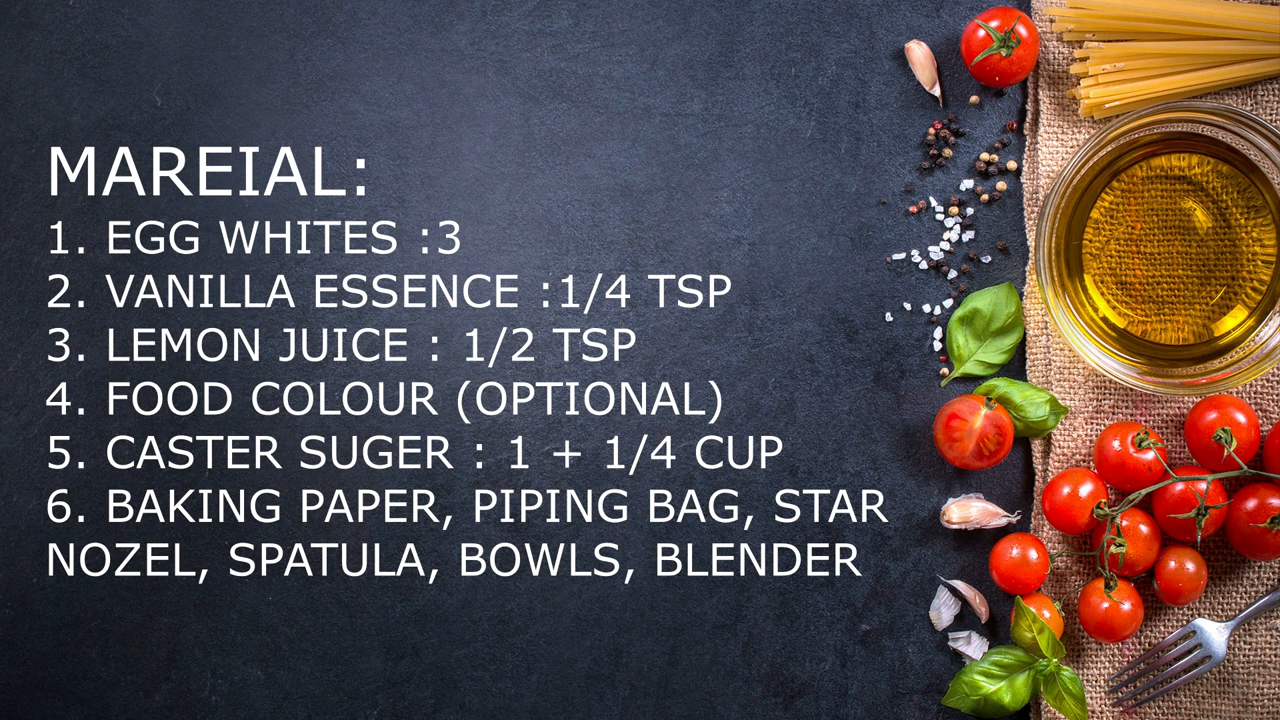 MAREIAL:
1. EGG WHITES :3
2. VANILLA ESSENCE :1/4 TSP
3. LEMON JUICE : 1/2 TSP
4. FOOD COLOUR (OPTIONAL)
5. CASTER SUGER : 1 + 1/4 CUP
6. BAKING PAPER, PIPING BAG, STAR
NOZEL, SPATULA, BOWLS, BLENDER